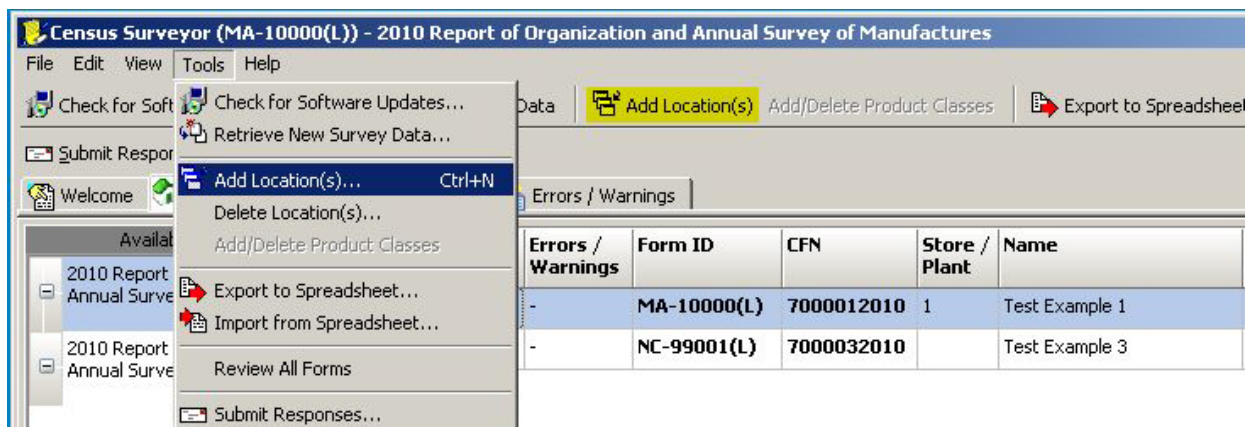 Census Surveyor (MA-10000(L)) - 2010 Report of Organization and Annual Survey of Manufactures
File Edit View Tools Help
Check for Soft Data Add Location(s) Add/Delete Product Classes Export to Spreadsheet
Submit Respor
Welcome Errors / Warnings
Check for Software Updates...
Retrieve New Survey Data...
Add Location(s)... Ctrl+N
Delete Location(s)...
Add/Delete Product Classes
Export to Spreadsheet...
Import from Spreadsheet...
Review All Forms
Submit Responses...
Availab Errors / Form ID CFN Store / Name
Warnings Plant
2010 Report
Annual Surve - MA-10000(L) 7000012010 1 Test Example 1
2010 Report - NC-99001(L) 7000032010 Test Example 3
Annual Surve